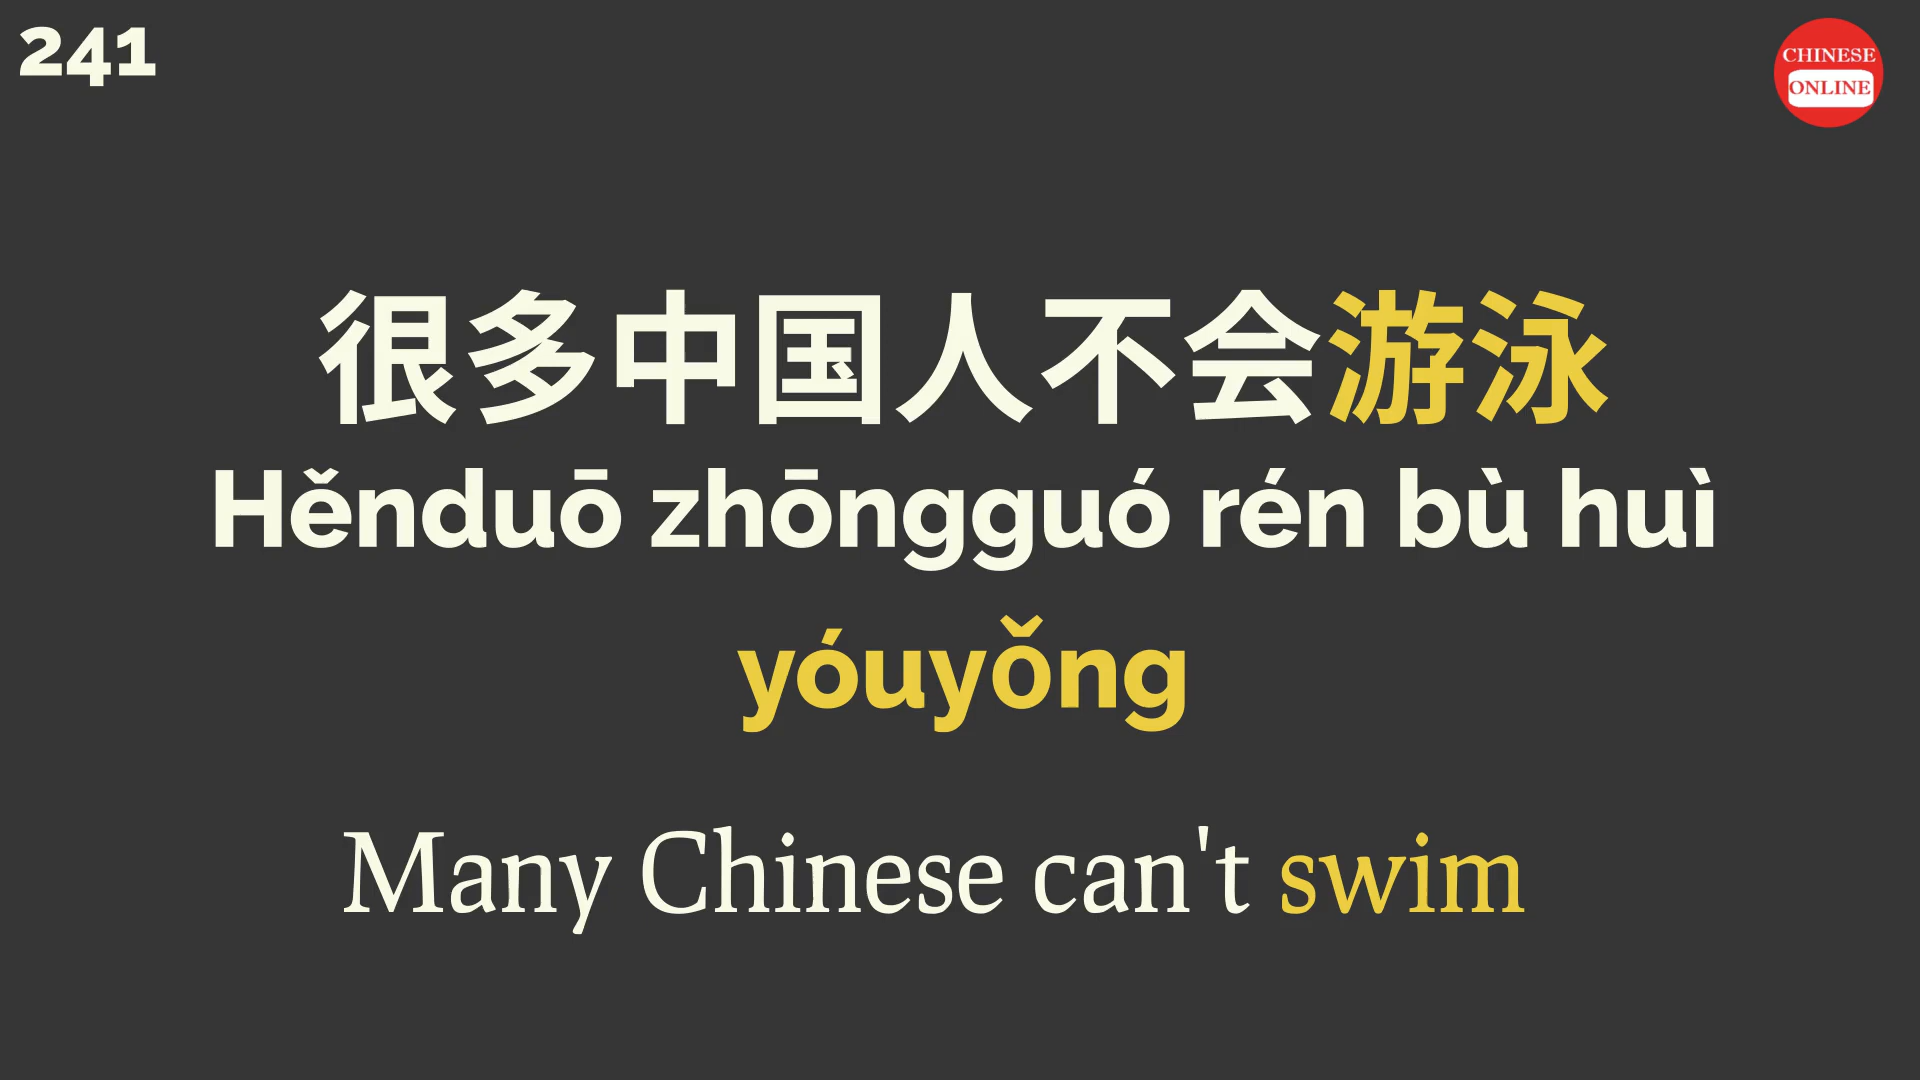 241
CHINESE
ONLINE
很多中国人不会游泳
Hěnduō zhōngguó rén bù huì
yóuyǒng
Many Chinese can't swim